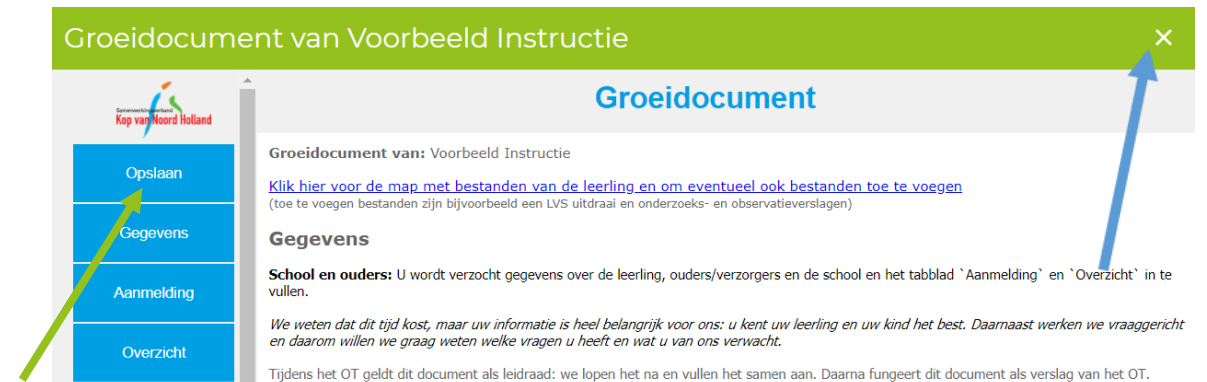 Groeidocument van Voorbeeld Instructie
×
Samenwerkingsverband
Kop van Noord Holland
Groeidocument
Opslaan
Gegevens
Aanmelding
Overzicht
Groeidocument van: Voorbeeld Instructie
Klik hier voor de map met bestanden van de leerling en om eventueel ook bestanden toe te voegen
(toe te voegen bestanden zijn bijvoorbeeld een LVS uitdraai en onderzoeks- en observatieverslagen)
Gegevens
School en ouders: U wordt verzocht gegevens over de leerling, ouders/verzorgers en de school en het tabblad `Aanmelding` en `Overzicht` in te
vullen.
We weten dat dit tijd kost, maar uw informatie is heel belangrijk voor ons: u kent uw leerling en uw kind het best. Daarnaast werken we vraaggericht
en daarom willen we graag weten welke vragen u heeft en wat u van ons verwacht.
Tijdens het OT geldt dit document als leidraad: we lopen het na en vullen het samen aan. Daarna fungeert dit document als verslag van het OT.